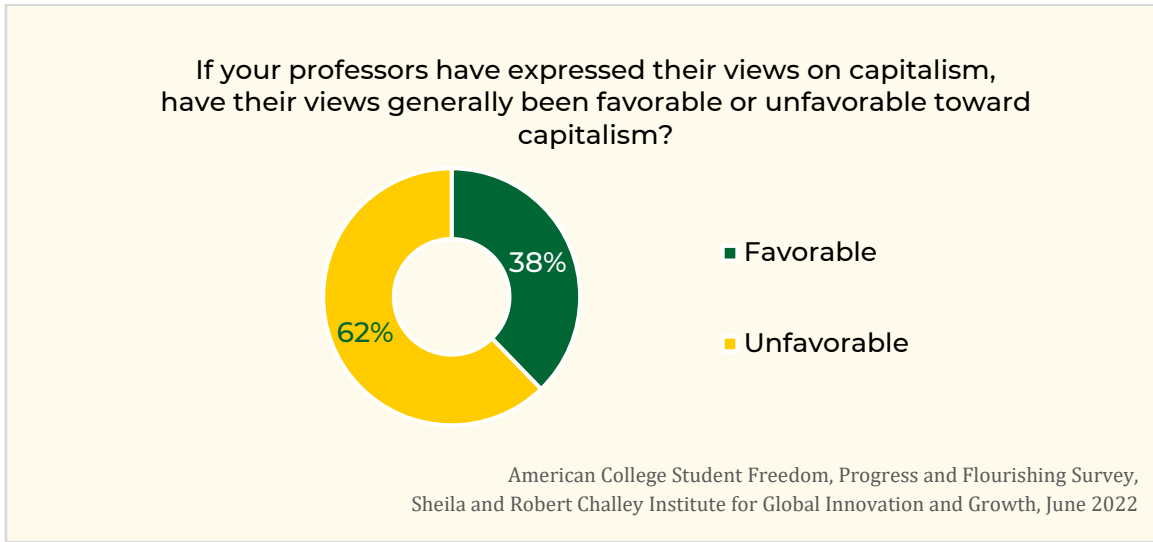 If your professors have expressed their views on capitalism,
have their views generally been favorable or unfavorable toward
capitalism?
38%
62%
Favorable
Unfavorable
American College Student Freedom, Progress and Flourishing Survey,
Sheila and Robert Challey Institute for Global Innovation and Growth, June 2022